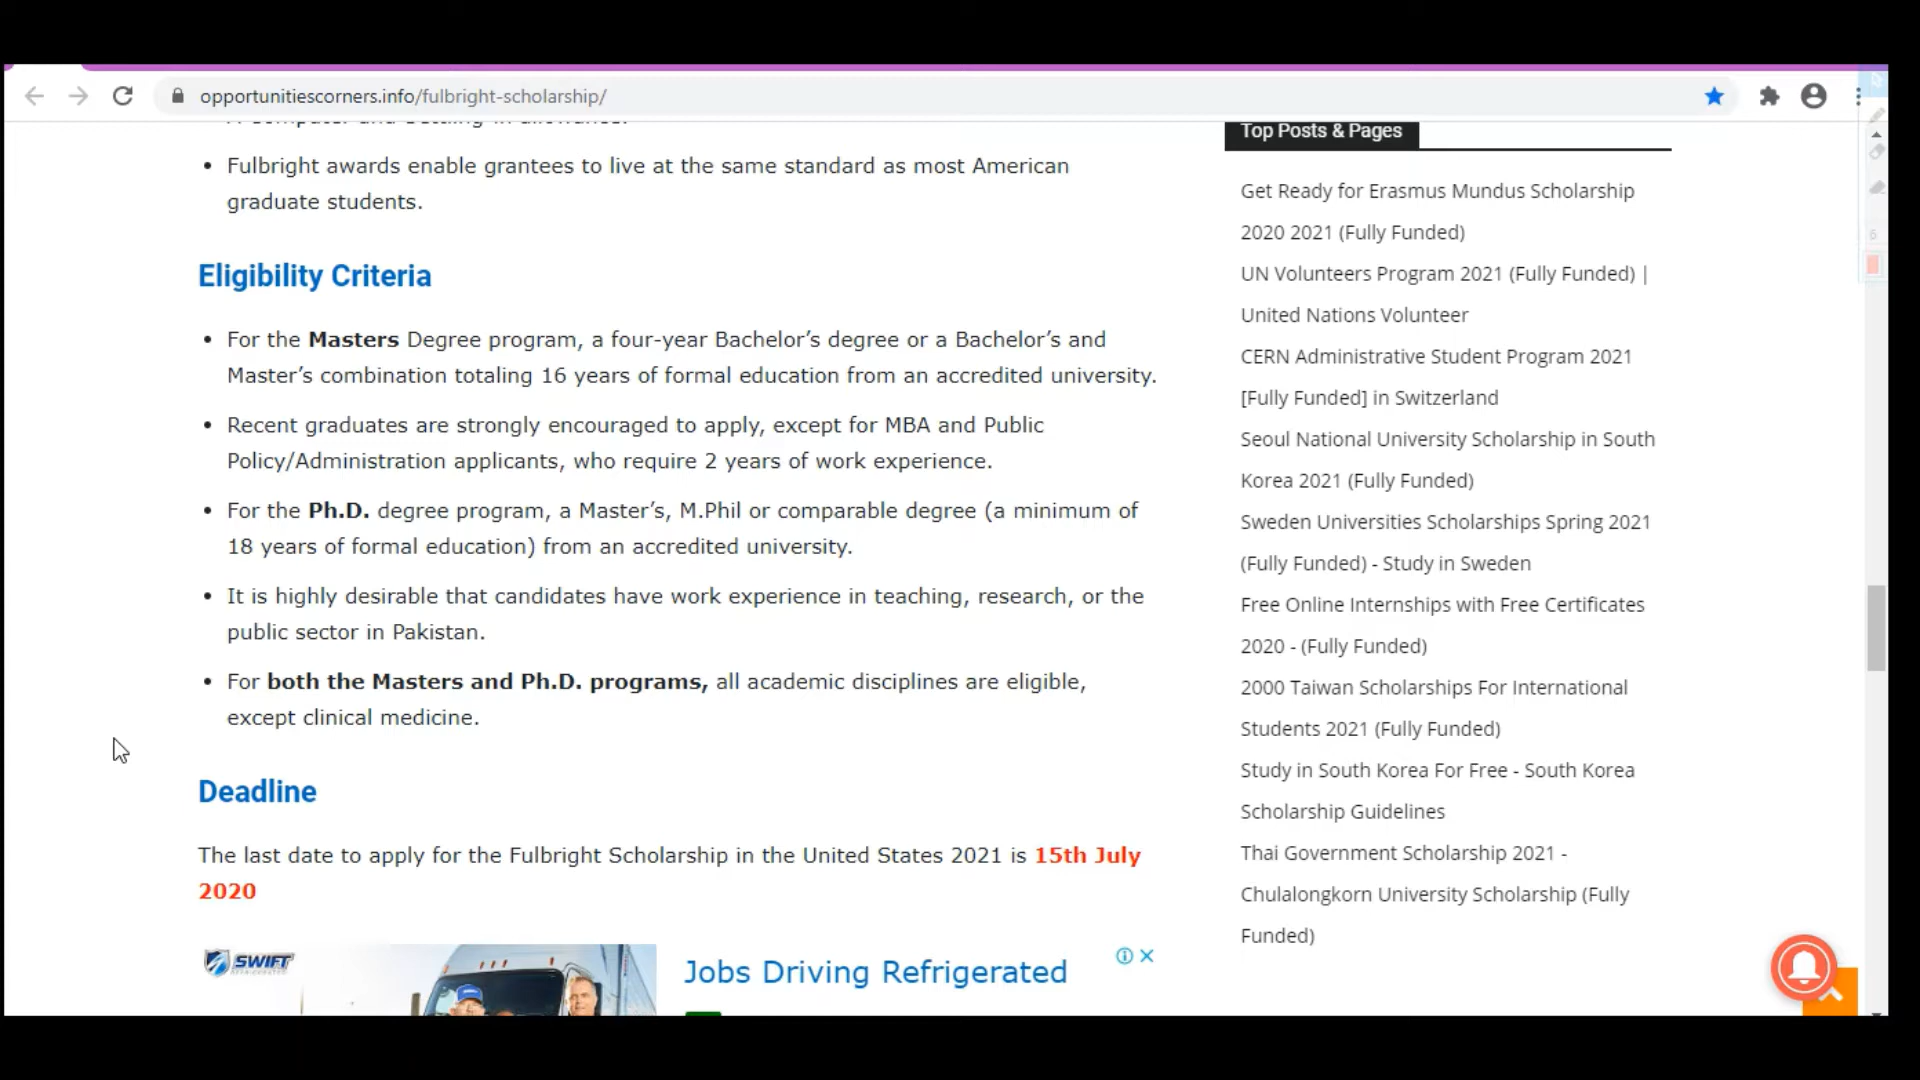 opportunitiescorners.info/fulbright-scholarship/
A computer and settling-in allowance.
• Fulbright awards enable grantees to live at the same standard as most American
graduate students.
Eligibility Criteria
• For the Masters Degree program, a four-year Bachelor’s degree or a Bachelor’s and
Master’s combination totaling 16 years of formal education from an accredited university.
• Recent graduates are strongly encouraged to apply, except for MBA and Public
Policy/Administration applicants, who require 2 years of work experience.
• For the Ph.D. degree program, a Master’s, M.Phil or comparable degree (a minimum of
18 years of formal education) from an accredited university.
• It is highly desirable that candidates have work experience in teaching, research, or the
public sector in Pakistan.
• For both the Masters and Ph.D. programs, all academic disciplines are eligible,
except clinical medicine.
Deadline
The last date to apply for the Fulbright Scholarship in the United States 2021 is 15th July
2020
SWIFT
REFRIGERATED
Jobs Driving Refrigerated
Top Posts & Pages
Get Ready for Erasmus Mundus Scholarship
2020 2021 (Fully Funded)
UN Volunteers Program 2021 (Fully Funded) |
United Nations Volunteer
CERN Administrative Student Program 2021
[Fully Funded] in Switzerland
Seoul National University Scholarship in South
Korea 2021 (Fully Funded)
Sweden Universities Scholarships Spring 2021
(Fully Funded) - Study in Sweden
Free Online Internships with Free Certificates
2020 - (Fully Funded)
2000 Taiwan Scholarships For International
Students 2021 (Fully Funded)
Study in South Korea For Free - South Korea
Scholarship Guidelines
Thai Government Scholarship 2021 -
Chulalongkorn University Scholarship (Fully
Funded)
6